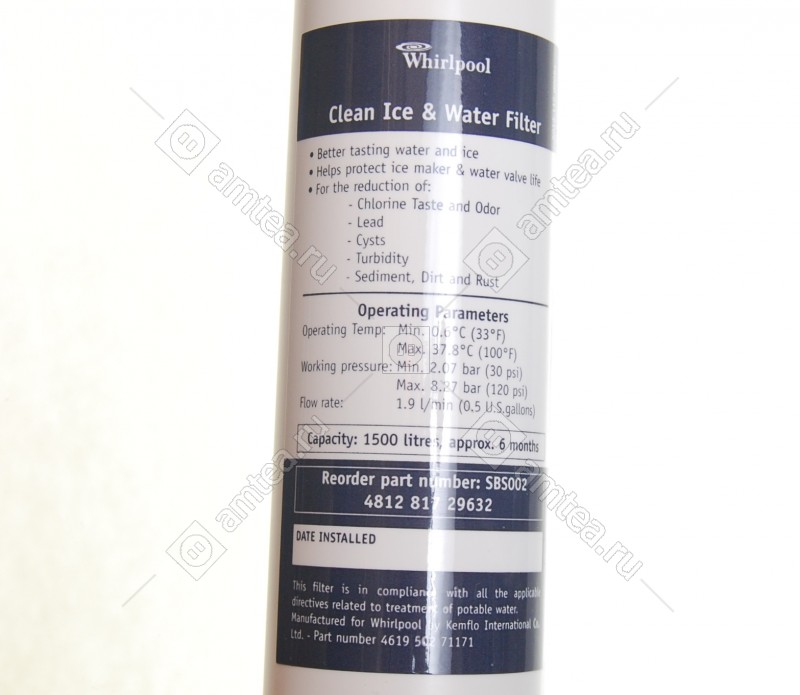 Whirlpool
Clean Ice & Water Filter
• Better tasting water and ice
• Helps protect ice maker & water valve life
• For the reduction of:
- Chlorine Taste and Odor
- Lead
- Cysts
- Turbidity
- Sediment, Dirt and Rust
Operating Parameters
Operating Temp: Min. 0.6°C (33°F)
Max. 37.8°C (100°F)
Working pressure: Min. 2.07 bar (30 psi)
Max. 8.27 bar (120 psi)
Flow rate: 1.9 l/min (0.5 U.S.gallons)
Capacity: 1500 litres, approx. 6 months
Reorder part number: SBS002
4812 817 29632
DATE INSTALLED
This filter is in compliance with all the applicable
directives related to treatment of potable water.
Manufactured for Whirlpool by Kemflo International Co.
Ltd. - Part number 4619 502 71171
amtea.ru
amtea.ru
amtea.ru
amtea.ru
amtea.ru
amtea.ru